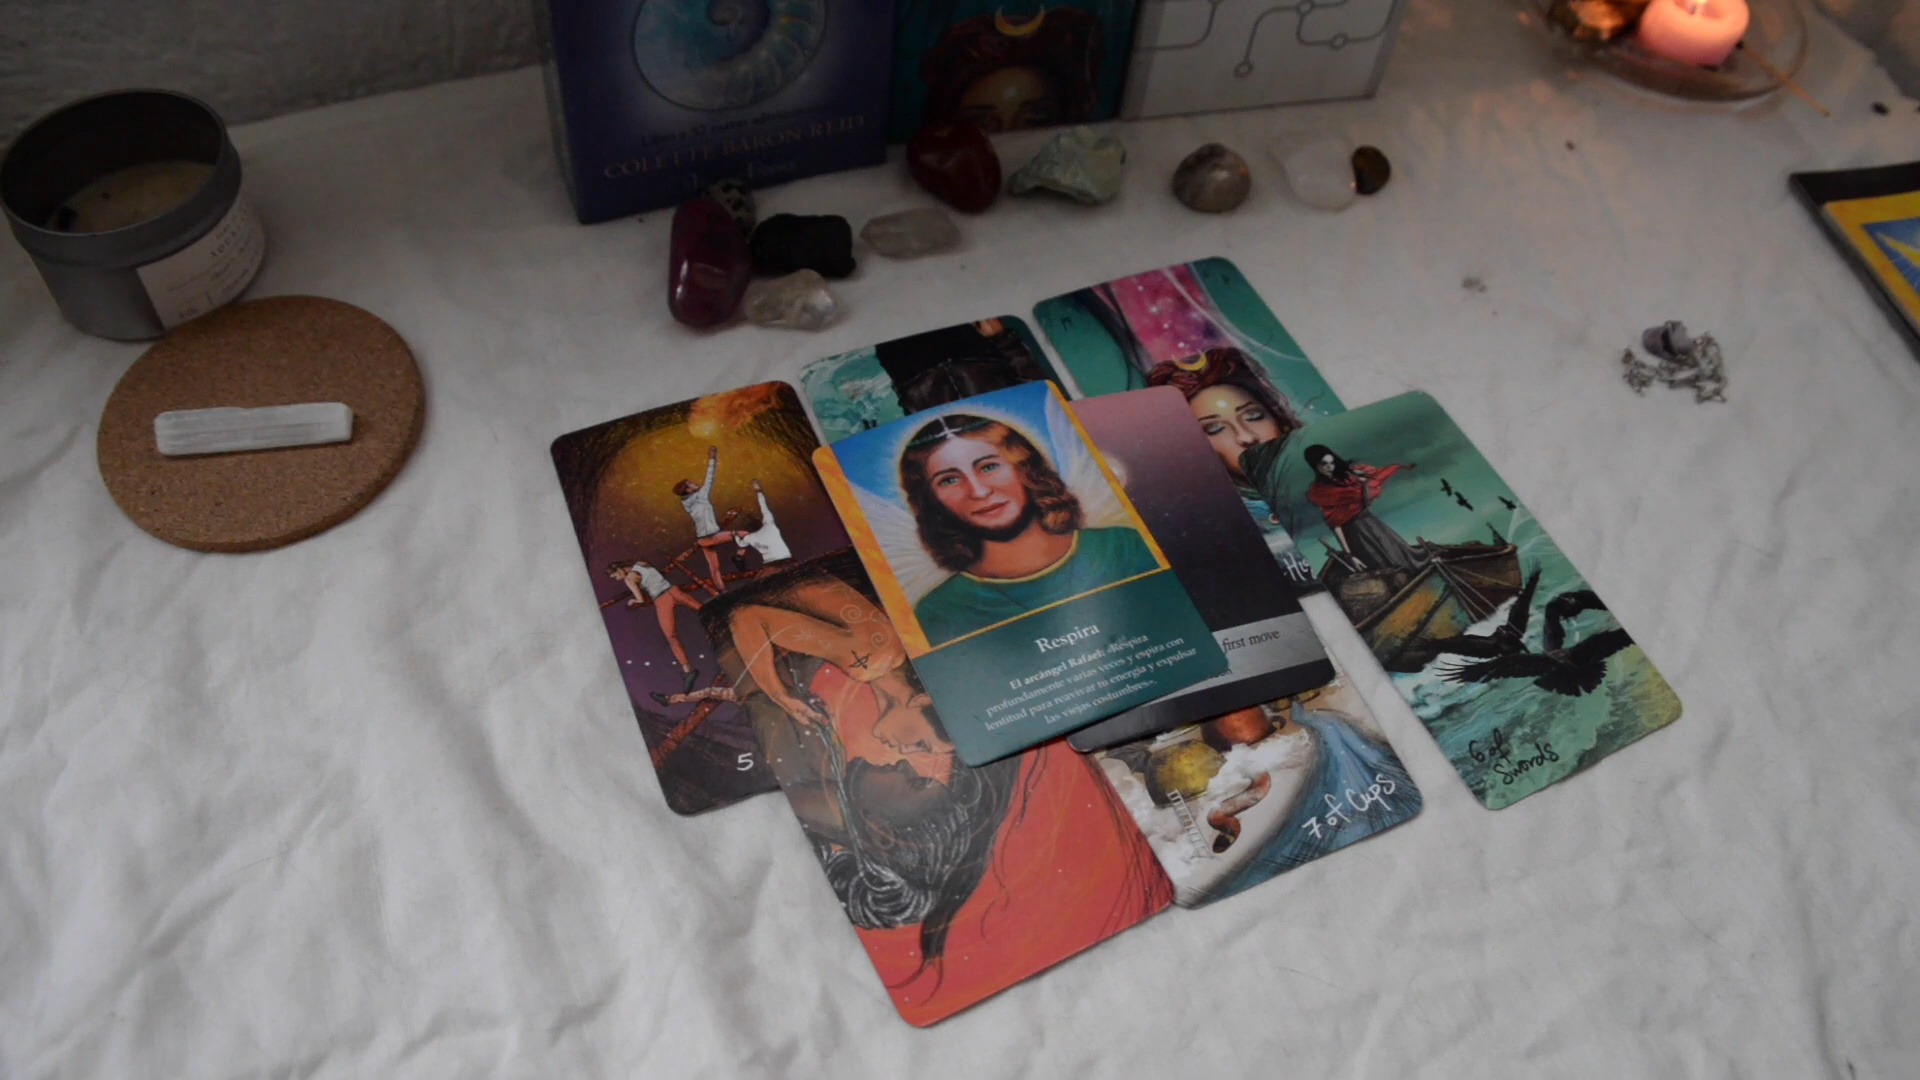 COLETTE BARON-REID
Respira
El arcángel Rafael: «Respira
profundamente varias veces y espira con
lentitud para reavivar tu energía y expulsar
las viejas costumbres».
first move
5
7 of Cups
6 of
Swords